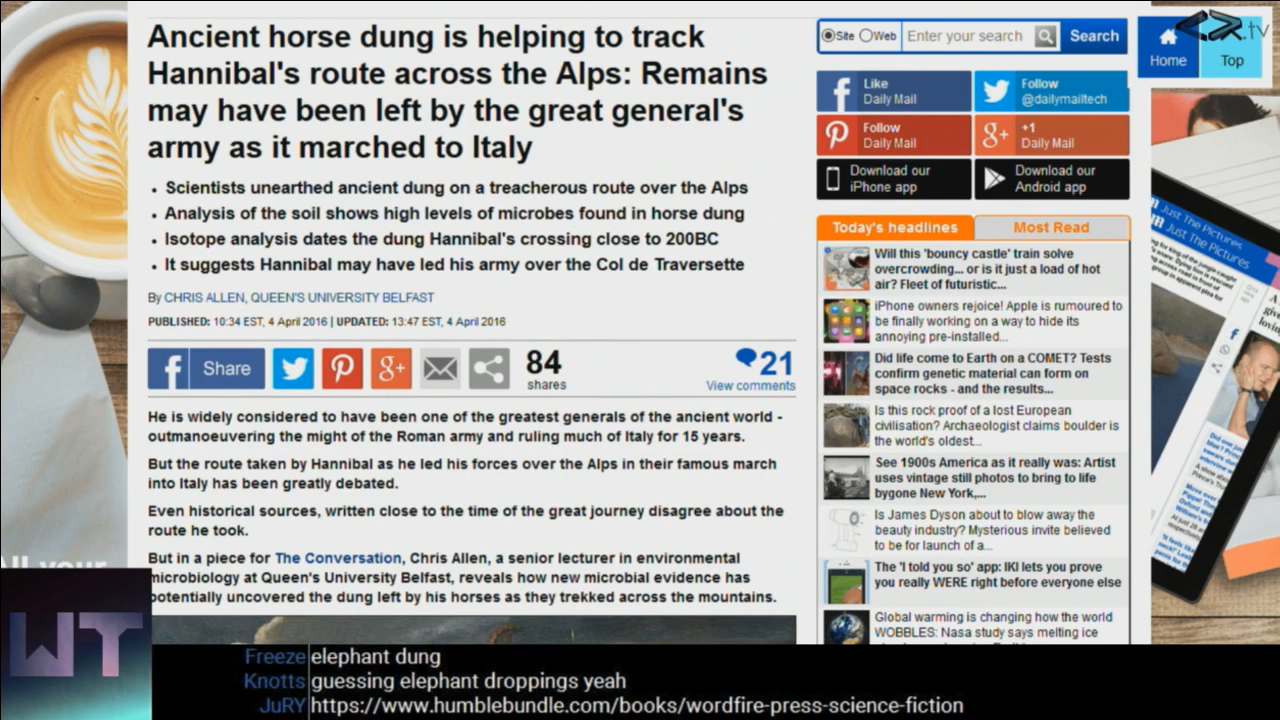 Ancient horse dung is helping to track
Hannibal's route across the Alps: Remains
may have been left by the great general's
army as it marched to Italy
• Scientists unearthed ancient dung on a treacherous route over the Alps
• Analysis of the soil shows high levels of microbes found in horse dung
• Isotope analysis dates the dung Hannibal's crossing close to 200BC
• It suggests Hannibal may have led his army over the Col de Traversette
By CHRIS ALLEN, QUEEN'S UNIVERSITY BELFAST
PUBLISHED: 10:34 EST, 4 April 2016 | UPDATED: 13:47 EST, 4 April 2016
Share
84
shares
21
View comments
He is widely considered to have been one of the greatest generals of the ancient world -
outmanoeuvering the might of the Roman army and ruling much of Italy for 15 years.
But the route taken by Hannibal as he led his forces over the Alps in their famous march
into Italy has been greatly debated.
Even historical sources, written close to the time of the great journey disagree about the
route he took.
But in a piece for The Conversation, Chris Allen, a senior lecturer in environmental
microbiology at Queen's University Belfast, reveals how new microbial evidence has
potentially uncovered the dung left by his horses as they trekked across the mountains.
Site Web Enter your search Search
Home
Top
.tv
Like
Daily Mail
Follow
@dailymailtech
Follow
Daily Mail
+1
Daily Mail
Download our
iPhone app
Download our
Android app
Today's headlines
Most Read
Will this 'bouncy castle' train solve
overcrowding... or is it just a load of hot
air? Fleet of futuristic...
iPhone owners rejoice! Apple is rumoured to
be finally working on a way to hide its
annoying pre-installed...
Did life come to Earth on a COMET? Tests
confirm genetic material can form on
space rocks - and the results...
Is this rock proof of a lost European
civilisation? Archaeologist claims boulder is
the world's oldest...
See 1900s America as it really was: Artist
uses vintage still photos to bring to life
bygone New York,...
Is James Dyson about to blow away the
beauty industry? Mysterious invite believed
to be for launch of a...
The 'I told you so' app: IKI lets you prove
you really WERE right before everyone else
Global warming is changing how the world
WOBBLES: Nasa study says melting ice
Just The Pictures
Just The Pictures
WT
Freeze elephant dung
Knotts guessing elephant droppings yeah
JuRY https://www.humblebundle.com/books/wordfire-press-science-fiction